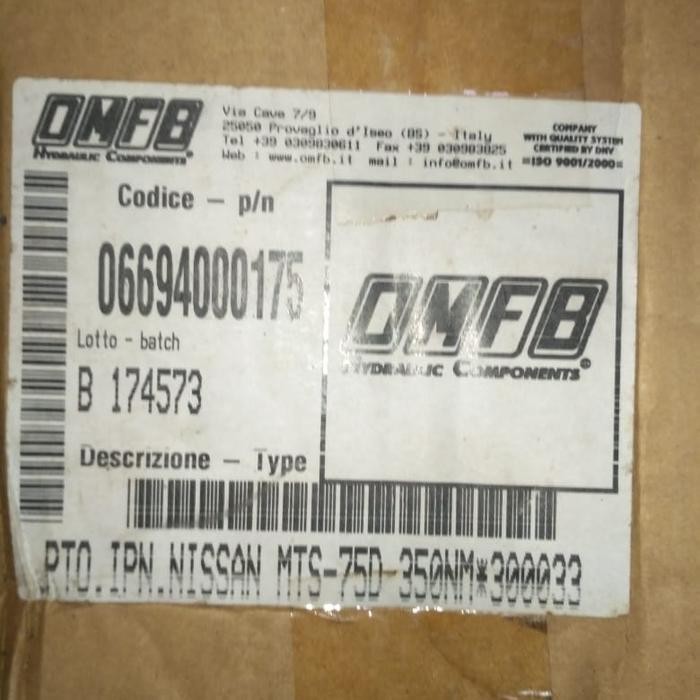 OMFB
HYDRAULIC COMPONENTS®
Via Cave 7/9
25050 Provaglio d'Iseo (BS) - Italy
Tel +39 0309830611 Fax +39 030983825
Web : www.omfb.it mail : info@omfb.it
COMPANY
WITH QUALITY SYSTEM
CERTIFIED BY DNV
=ISO 9001/2000=
Codice - p/n
06694000175
Lotto - batch
B 174573
Descrizione - Type
OMFB
HYDRAULIC COMPONENTS®
PTO.IPN.NISSAN MTS-75D-350NM*300033